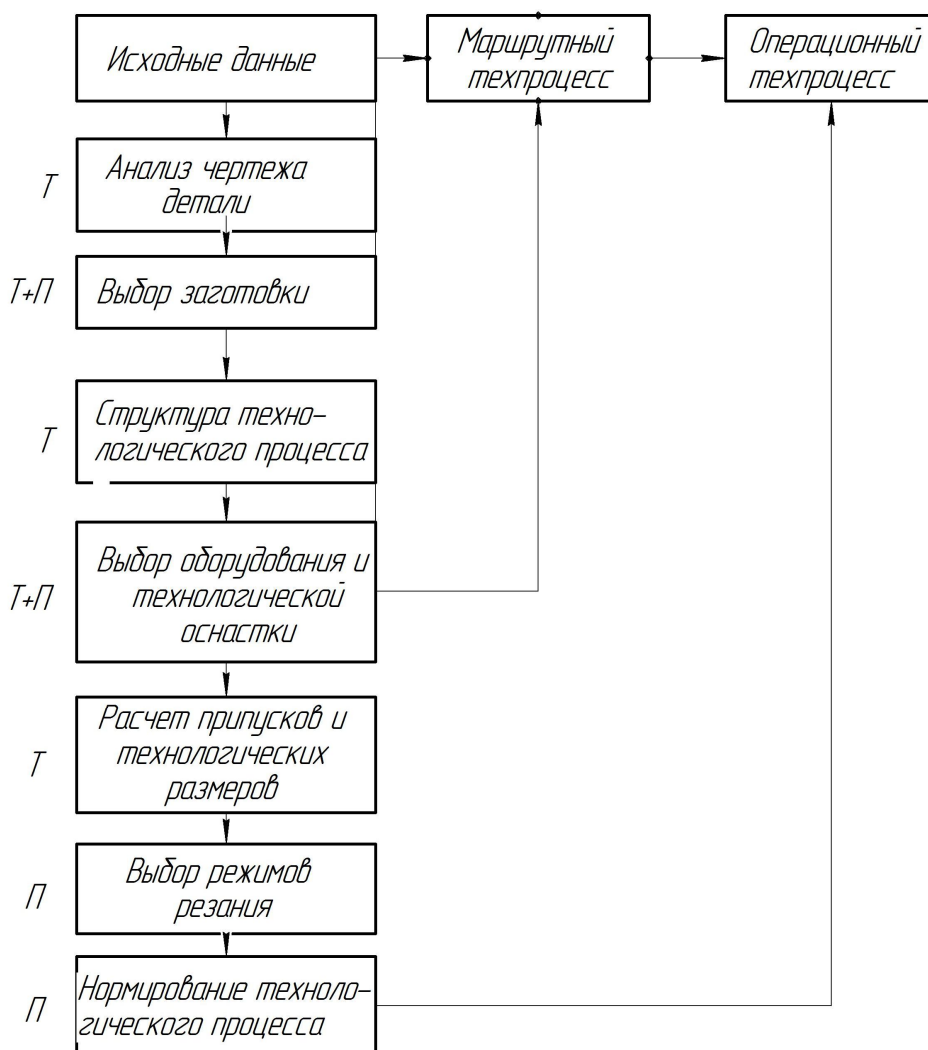 Исходные данные
Маршрутный
техпроцесс
Операционный
техпроцесс
Т
Анализ чертежа
детали
Т+П
Выбор заготовки
Т
Структура техно-
логического процесса
Т+П
Выбор оборудования и
технологической
оснастки
Т
Расчет припусков и
технологических
размеров
П
Выбор режимов
резания
П
Нормирование техноло-
гического процесса